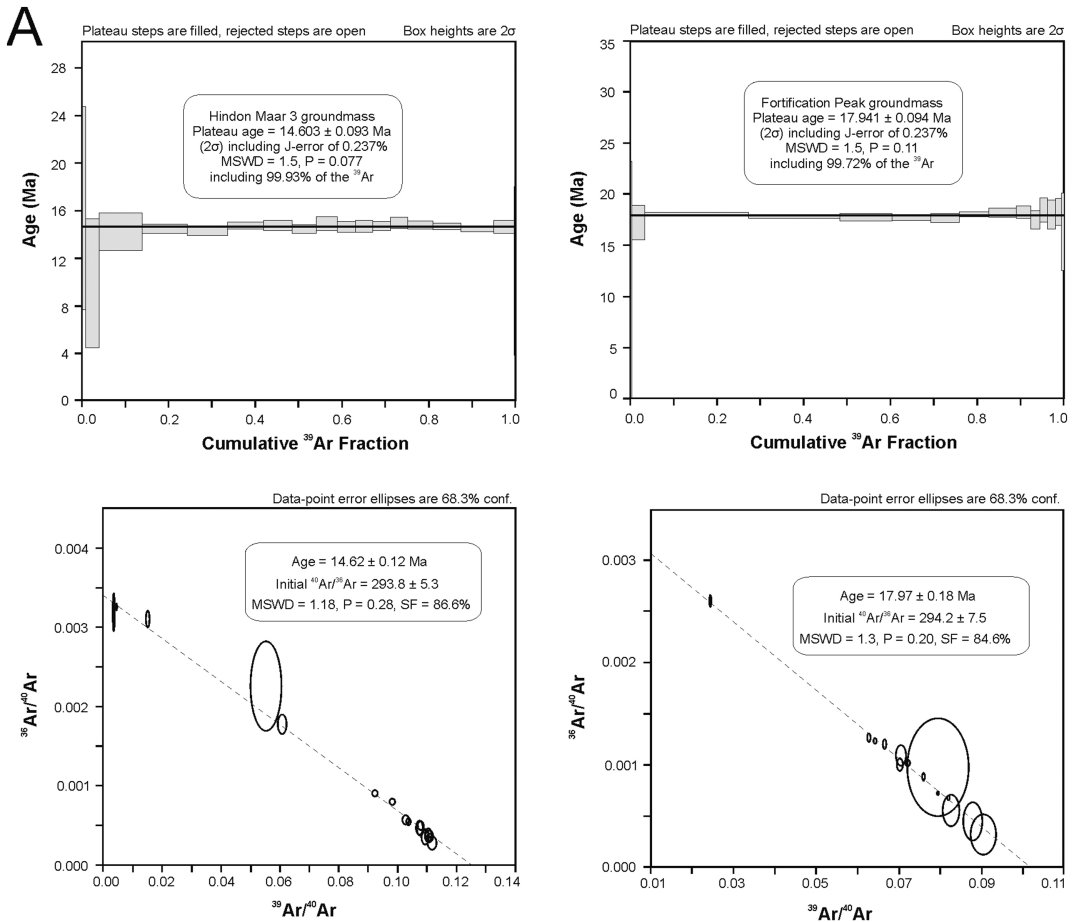 A
Plateau steps are filled, rejected steps are open
Box heights are 2σ
28
24
20
16
12
8
4
0
Age (Ma)
Hindon Maar 3 groundmass
Plateau age = 14.603 ± 0.093 Ma
(2σ) including J-error of 0.237%
MSWD = 1.5, P = 0.077
including 99.93% of the ³⁹Ar
0.0
0.2
0.4
0.6
0.8
1.0
Cumulative ³⁹Ar Fraction
Plateau steps are filled, rejected steps are open
Box heights are 2σ
35
30
25
20
15
10
5
0
Age (Ma)
Fortification Peak groundmass
Plateau age = 17.941 ± 0.094 Ma
(2σ) including J-error of 0.237%
MSWD = 1.5, P = 0.11
including 99.72% of the ³⁹Ar
0.0
0.2
0.4
0.6
0.8
1.0
Cumulative ³⁹Ar Fraction
Data-point error ellipses are 68.3% conf.
0.004
0.003
0.002
0.001
0.000
³⁶Ar/⁴⁰Ar
Age = 14.62 ± 0.12 Ma
Initial ⁴⁰Ar/³⁶Ar = 293.8 ± 5.3
MSWD = 1.18, P = 0.28, SF = 86.6%
0.00
0.02
0.04
0.06
0.08
0.10
0.12
0.14
³⁹Ar/⁴⁰Ar
Data-point error ellipses are 68.3% conf.
0.003
0.002
0.001
0.000
³⁶Ar/⁴⁰Ar
Age = 17.97 ± 0.18 Ma
Initial ⁴⁰Ar/³⁶Ar = 294.2 ± 7.5
MSWD = 1.3, P = 0.20, SF = 84.6%
0.01
0.03
0.05
0.07
0.09
0.11
³⁹Ar/⁴⁰Ar